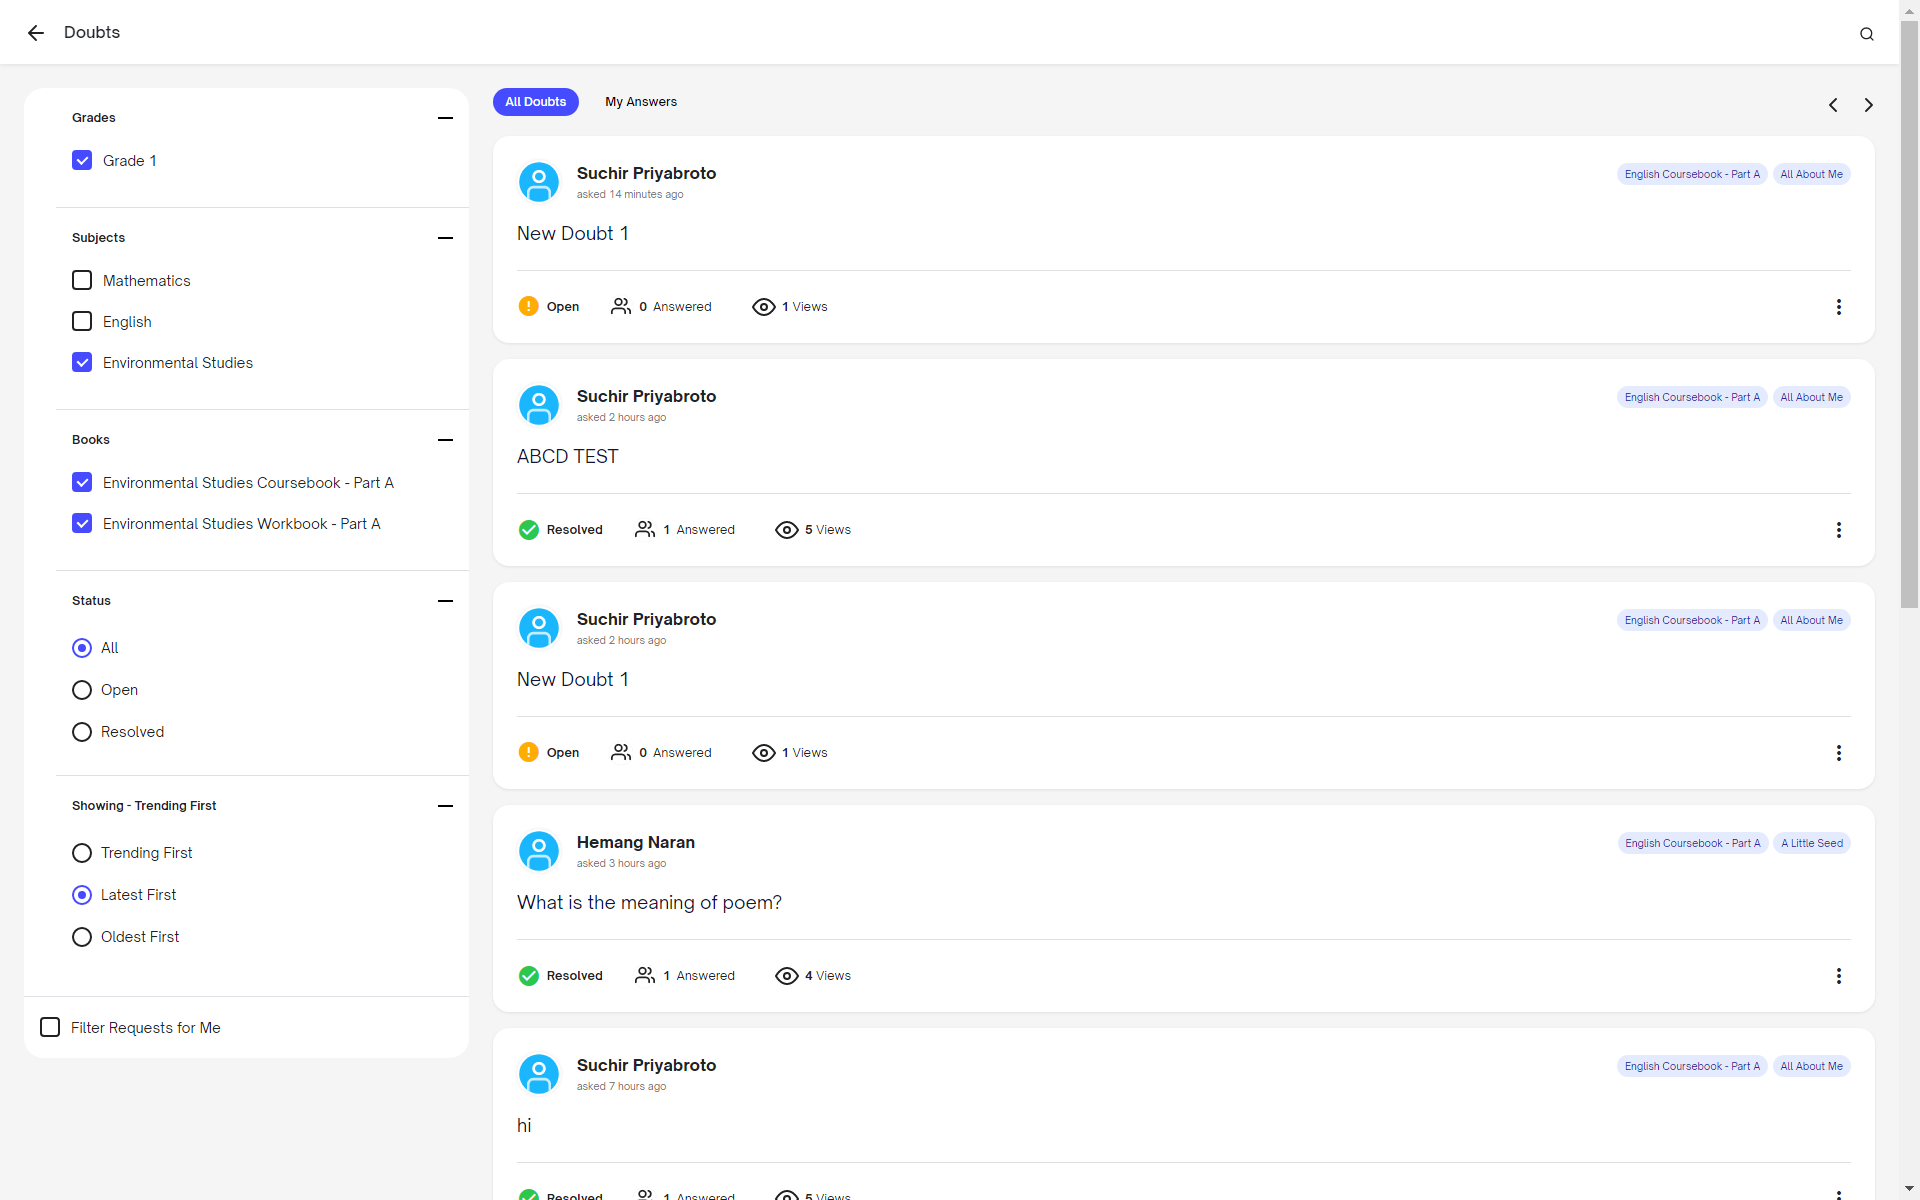 Doubts
Grades
Grade 1
Subjects
Mathematics
English
Environmental Studies
Books
Environmental Studies Coursebook - Part A
Environmental Studies Workbook - Part A
Status
All
Open
Resolved
Showing - Trending First
Trending First
Latest First
Oldest First
Filter Requests for Me
All Doubts My Answers
Suchir Priyabroto English Coursebook - Part A All About Me
asked 14 minutes ago
New Doubt 1
Open 0 Answered 1 Views
Suchir Priyabroto English Coursebook - Part A All About Me
asked 2 hours ago
ABCD TEST
Resolved 1 Answered 5 Views
Suchir Priyabroto English Coursebook - Part A All About Me
asked 2 hours ago
New Doubt 1
Open 0 Answered 1 Views
Hemang Naran English Coursebook - Part A A Little Seed
asked 3 hours ago
What is the meaning of poem?
Resolved 1 Answered 4 Views
Suchir Priyabroto English Coursebook - Part A All About Me
asked 7 hours ago
hi
Resolved 1 Answered 5 Views